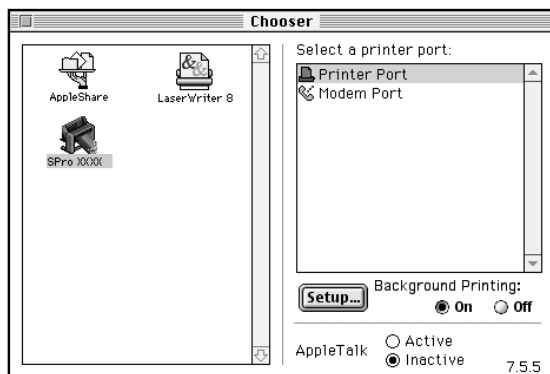 Chooser
AppleShare
LaserWriter 8
SPro XXXX
Select a printer port:
Printer Port
Modem Port
Setup...
Background Printing:
On
Off
AppleTalk
Active
Inactive
7.5.5